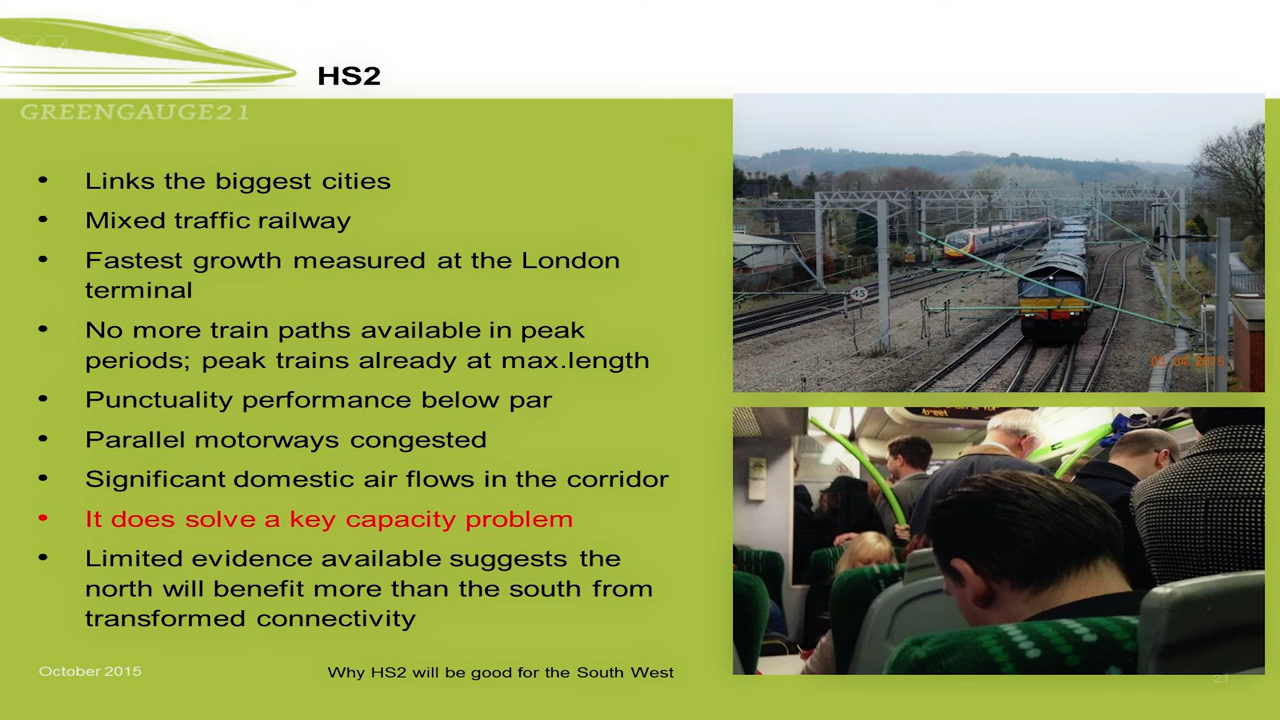 HS2
GREENGAUGE21
• Links the biggest cities
• Mixed traffic railway
• Fastest growth measured at the London
terminal
• No more train paths available in peak
periods; peak trains already at max.length
• Punctuality performance below par
• Parallel motorways congested
• Significant domestic air flows in the corridor
• It does solve a key capacity problem
• Limited evidence available suggests the
north will benefit more than the south from
transformed connectivity
45
October 2015
Why HS2 will be good for the South West
21